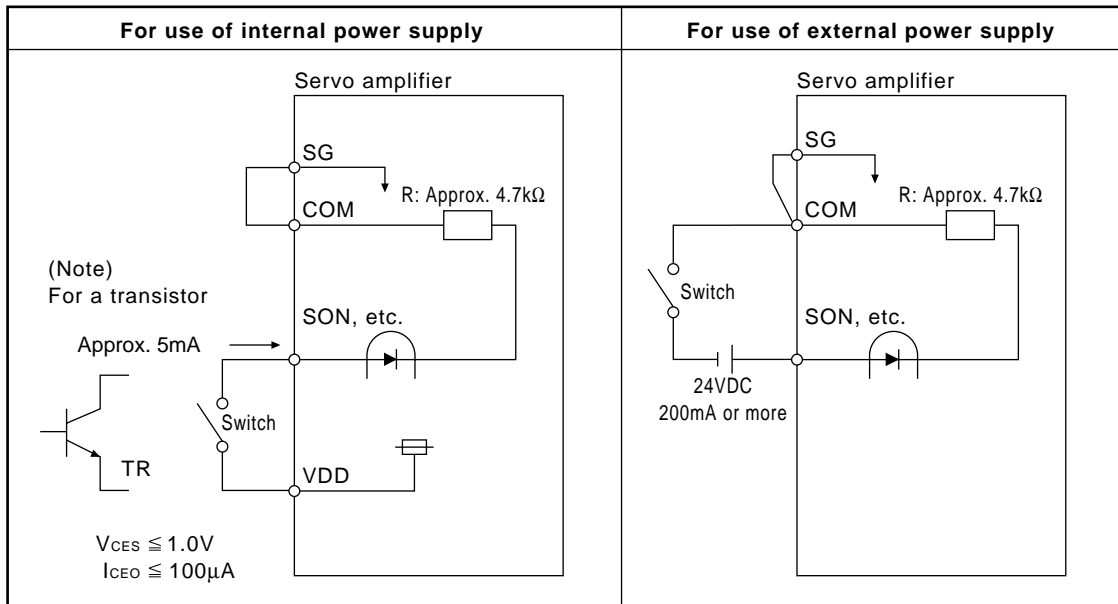 For use of internal power supply
For use of external power supply
Servo amplifier
SG
COM
R: Approx. 4.7kΩ
(Note)
For a transistor
SON, etc.
Approx. 5mA
Switch
TR
VDD
VCES ≦ 1.0V
ICEO ≦ 100μA
Servo amplifier
SG
COM
R: Approx. 4.7kΩ
Switch
SON, etc.
24VDC
200mA or more